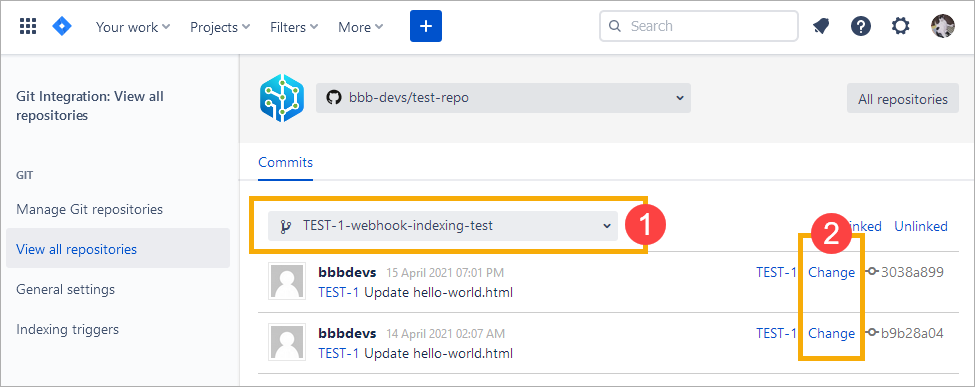 Your work
Projects
Filters
More
+
Search
?
Git Integration: View all
repositories
bbb-devs/test-repo
All repositories
Commits
GIT
Manage Git repositories
View all repositories
General settings
Indexing triggers
TEST-1-webhook-indexing-test
1
2
inked
Unlinked
bbbdevs 15 April 2021 07:01 PM
TEST-1 Update hello-world.html
TEST-1 Change 3038a899
bbbdevs 14 April 2021 02:07 AM
TEST-1 Update hello-world.html
TEST-1 Change b9b28a04